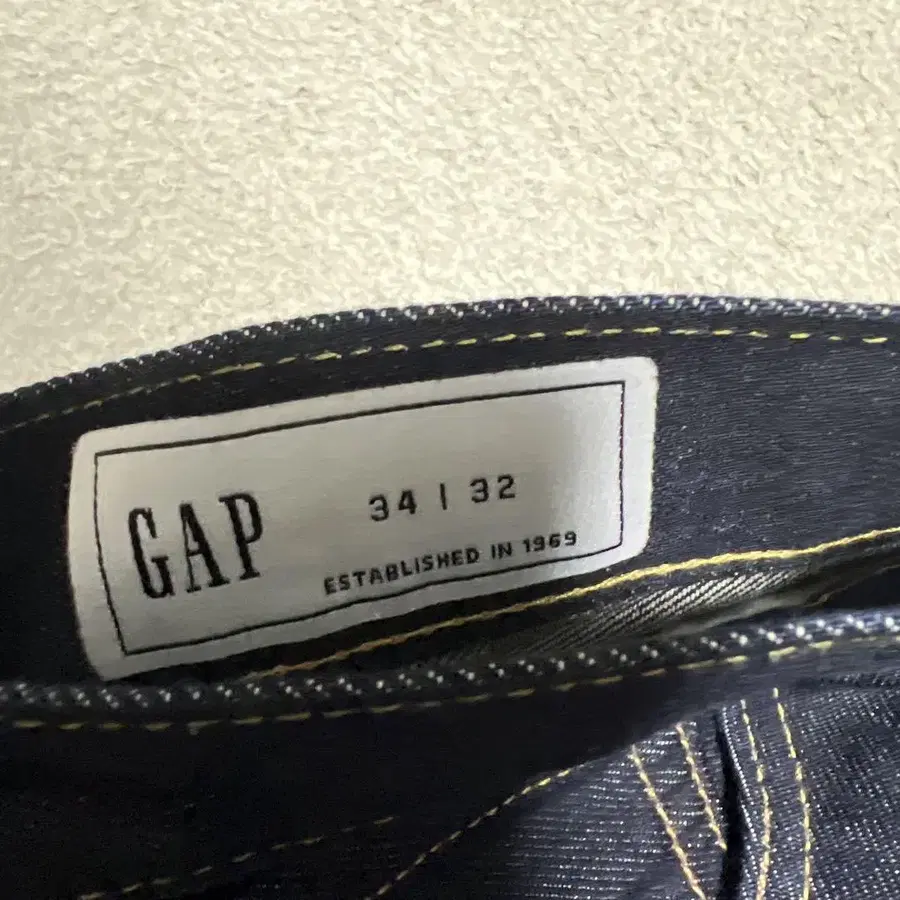 GAP
34 | 32
ESTABLISHED IN 1969